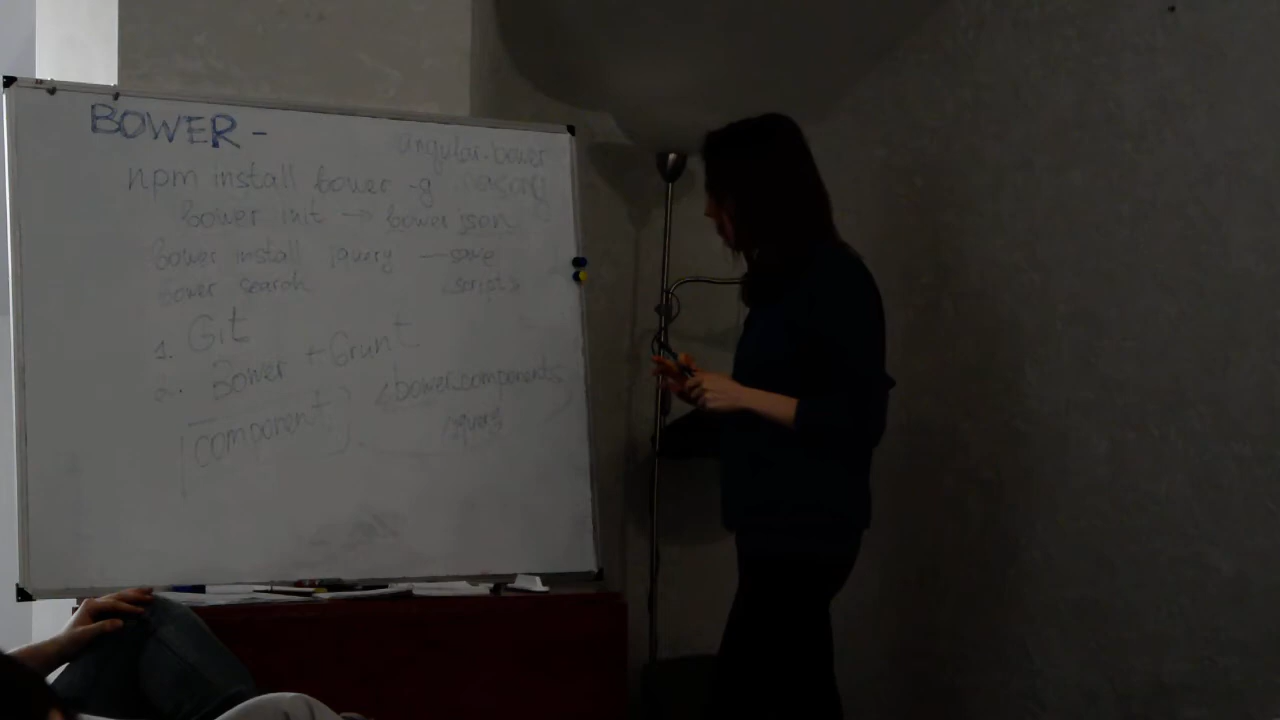 BOWER -
angular-bower
npm install bower -g
bower init -> bower json
bower install jquery --save
bower search
scripts
1. Git
2. Bower + Grunt
component
bower_components
jquery